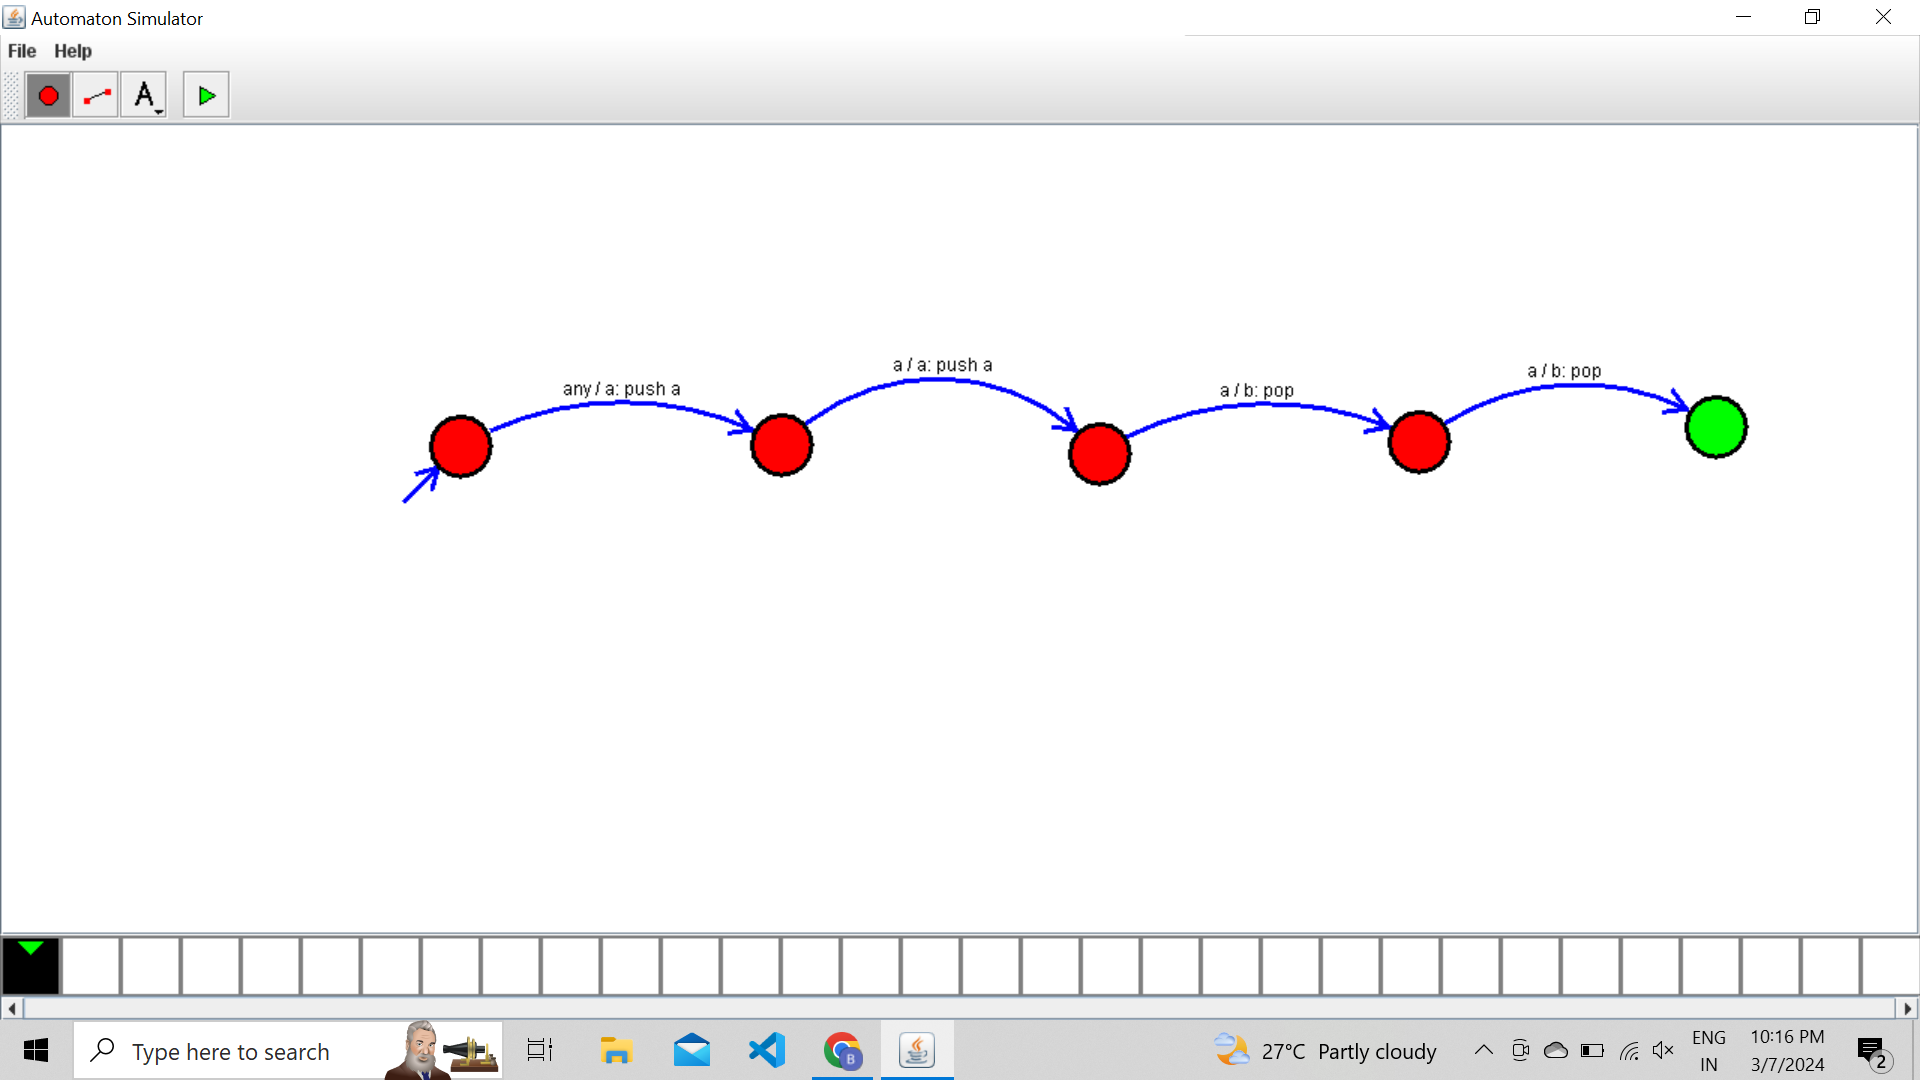 Automaton Simulator
File Help
A
any / a: push a
a / a: push a
a / b: pop
a / b: pop
Type here to search
B
27°C Partly cloudy
ENG
IN
10:16 PM
3/7/2024
2